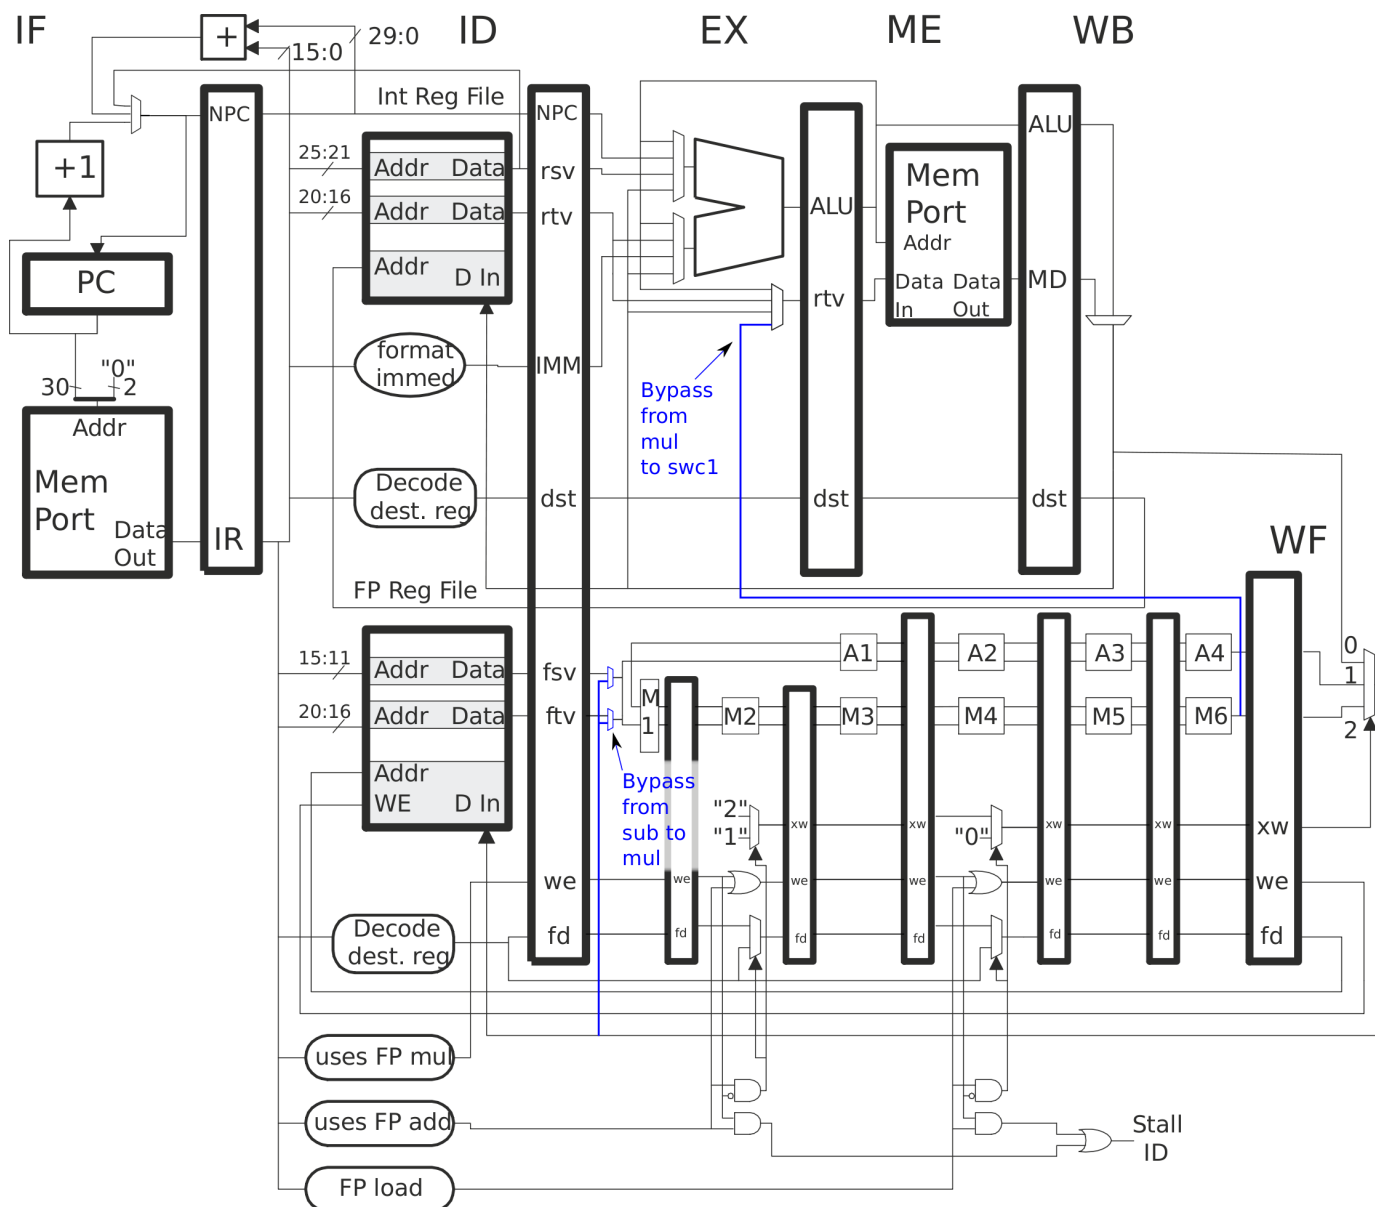 IF
ID
EX
ME
WB
+
29:0
15:0
NPC
Int Reg File
NPC
+1
25:21
Addr Data
20:16
Addr Data
Addr
D In
rsv
rtv
ALU
ALU
Mem
Port
Addr
Data
In
Data
Out
MD
rtv
PC
"0"
30
2
Addr
Mem
Port
Data
Out
IR
format
immed
IMM
Bypass
from
mul
to swc1
Decode
dest. reg
dst
dst
dst
WF
FP Reg File
15:11
Addr Data
20:16
Addr Data
Addr
WE D In
fsv
ftv
M
1
M2
A1
M3
A2
M4
A3
M5
A4
M6
0
1
2
Bypass
from
sub to
mul
"2"
"1"
xw
xw
"0"
xw
xw
xw
we
we
we
we
we
we
we
Decode
dest. reg
fd
fd
fd
fd
fd
fd
fd
uses FP mul
uses FP add
FP load
Stall
ID